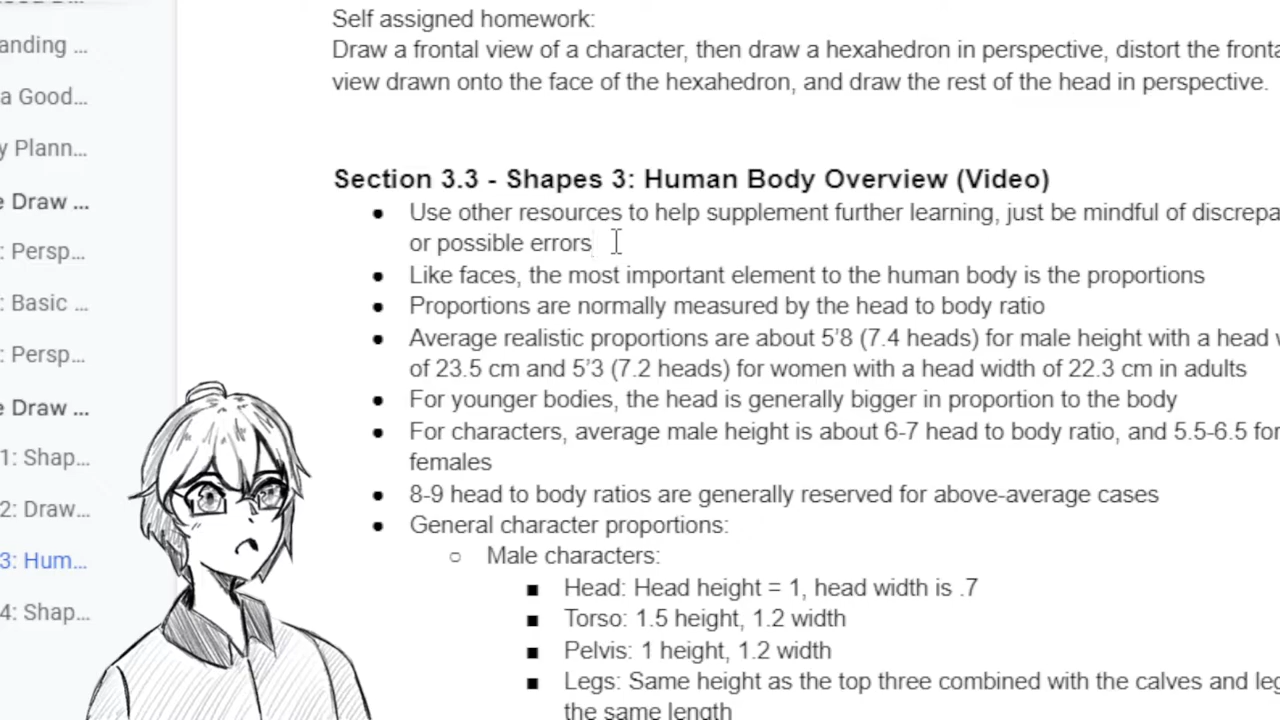 anding ...
a Good...
y Plann...
e Draw ...
: Persp...
: Basic ...
: Persp...
e Draw ...
1: Shap...
2: Draw...
3: Hum...
4: Shap...
Self assigned homework:
Draw a frontal view of a character, then draw a hexahedron in perspective, distort the fronta
view drawn onto the face of the hexahedron, and draw the rest of the head in perspective.
Section 3.3 - Shapes 3: Human Body Overview (Video)
● Use other resources to help supplement further learning, just be mindful of discrepa
or possible errors
● Like faces, the most important element to the human body is the proportions
● Proportions are normally measured by the head to body ratio
● Average realistic proportions are about 5'8 (7.4 heads) for male height with a head
of 23.5 cm and 5'3 (7.2 heads) for women with a head width of 22.3 cm in adults
● For younger bodies, the head is generally bigger in proportion to the body
● For characters, average male height is about 6-7 head to body ratio, and 5.5-6.5 for
females
● 8-9 head to body ratios are generally reserved for above-average cases
● General character proportions:
○ Male characters:
■ Head: Head height = 1, head width is .7
■ Torso: 1.5 height, 1.2 width
■ Pelvis: 1 height, 1.2 width
■ Legs: Same height as the top three combined with the calves and leg
the same length